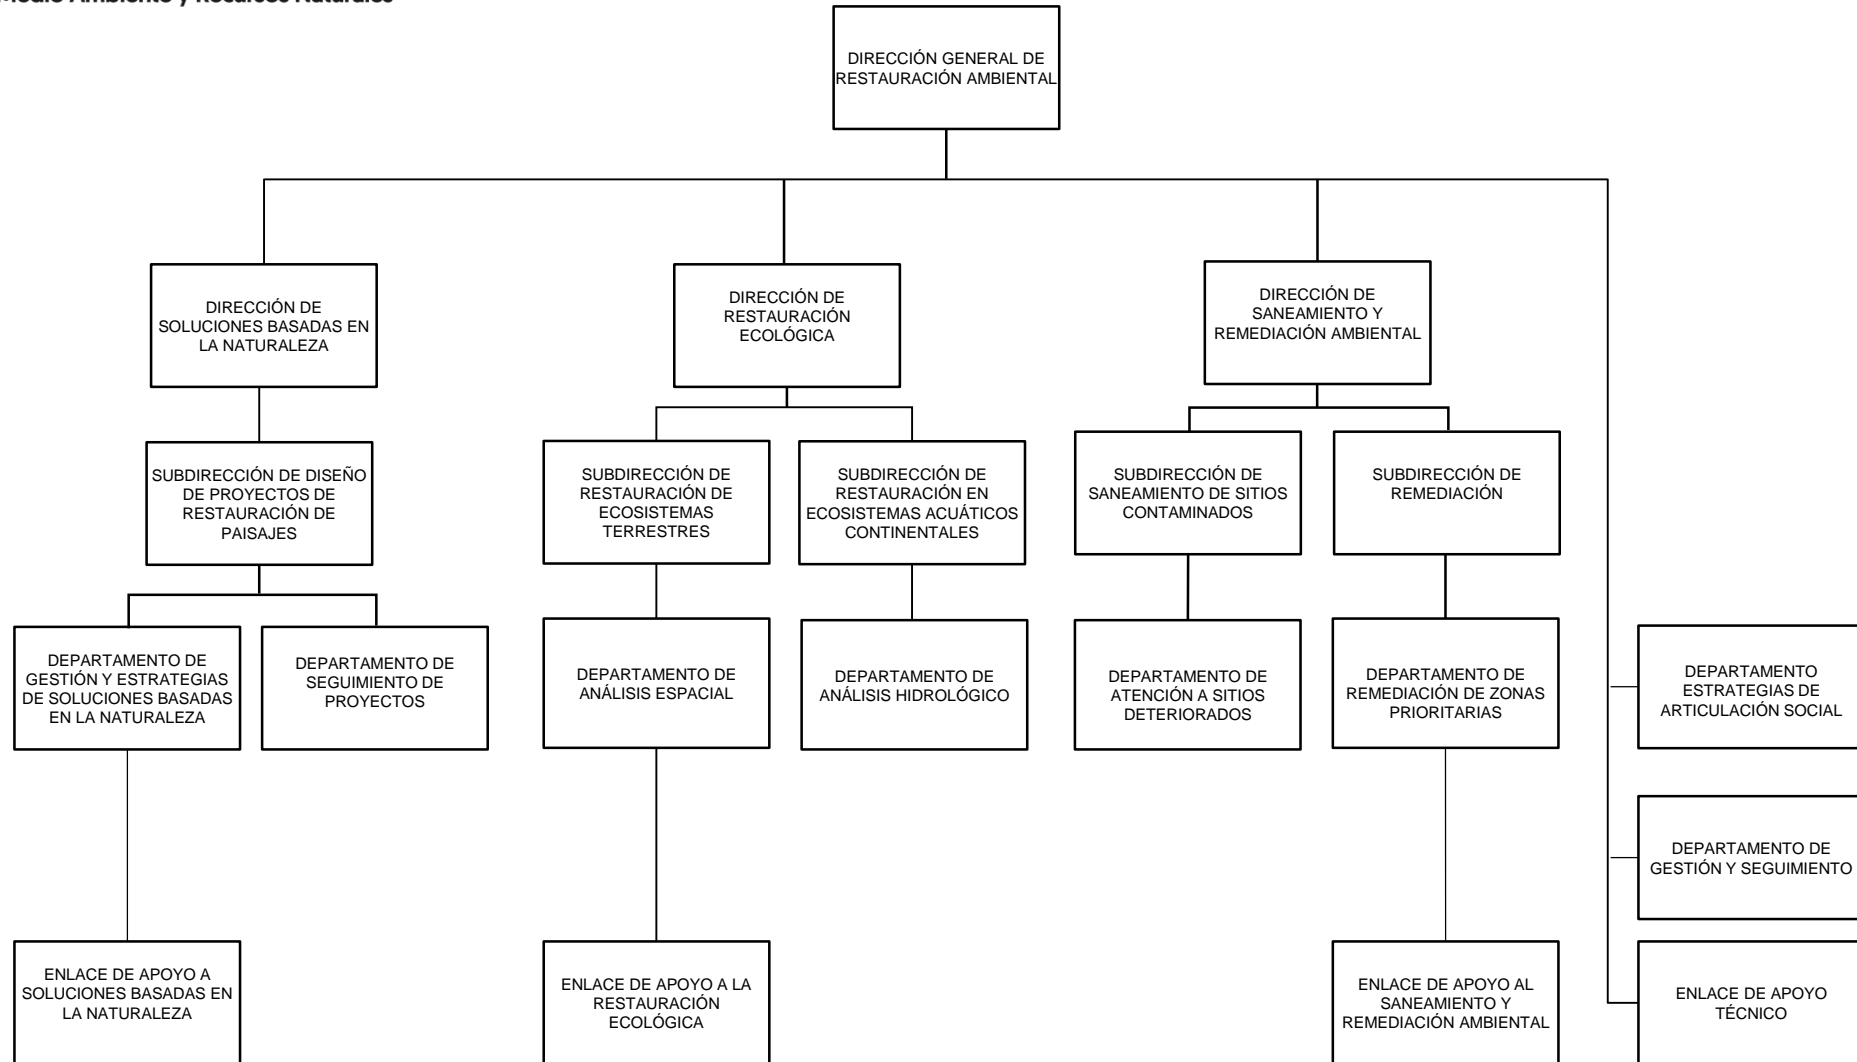 Medio Ambiente y Recursos Naturales
DIRECCIÓN GENERAL DE
RESTAURACIÓN AMBIENTAL
DIRECCIÓN DE
SOLUCIONES BASADAS EN
LA NATURALEZA
DIRECCIÓN DE
RESTAURACIÓN
ECOLÓGICA
DIRECCIÓN DE
SANEAMIENTO Y
REMEDIACIÓN AMBIENTAL
SUBDIRECCIÓN DE DISEÑO
DE PROYECTOS DE
RESTAURACIÓN DE
PAISAJES
SUBDIRECCIÓN DE
RESTAURACIÓN DE
ECOSISTEMAS
TERRESTRES
SUBDIRECCIÓN DE
RESTAURACIÓN EN
ECOSISTEMAS ACUÁTICOS
CONTINENTALES
SUBDIRECCIÓN DE
SANEAMIENTO DE SITIOS
CONTAMINADOS
SUBDIRECCIÓN DE
REMEDIACIÓN
DEPARTAMENTO DE
GESTIÓN Y ESTRATEGIAS
DE SOLUCIONES BASADAS
EN LA NATURALEZA
DEPARTAMENTO DE
SEGUIMIENTO DE
PROYECTOS
DEPARTAMENTO DE
ANÁLISIS ESPACIAL
DEPARTAMENTO DE
ANÁLISIS HIDROLÓGICO
DEPARTAMENTO DE
ATENCIÓN A SITIOS
DETERIORADOS
DEPARTAMENTO DE
REMEDIACIÓN DE ZONAS
PRIORITARIAS
DEPARTAMENTO
ESTRATEGIAS DE
ARTICULACIÓN SOCIAL
DEPARTAMENTO DE
GESTIÓN Y SEGUIMIENTO
ENLACE DE APOYO A
SOLUCIONES BASADAS EN
LA NATURALEZA
ENLACE DE APOYO A LA
RESTAURACIÓN
ECOLÓGICA
ENLACE DE APOYO AL
SANEAMIENTO Y
REMEDIACIÓN AMBIENTAL
ENLACE DE APOYO
TÉCNICO